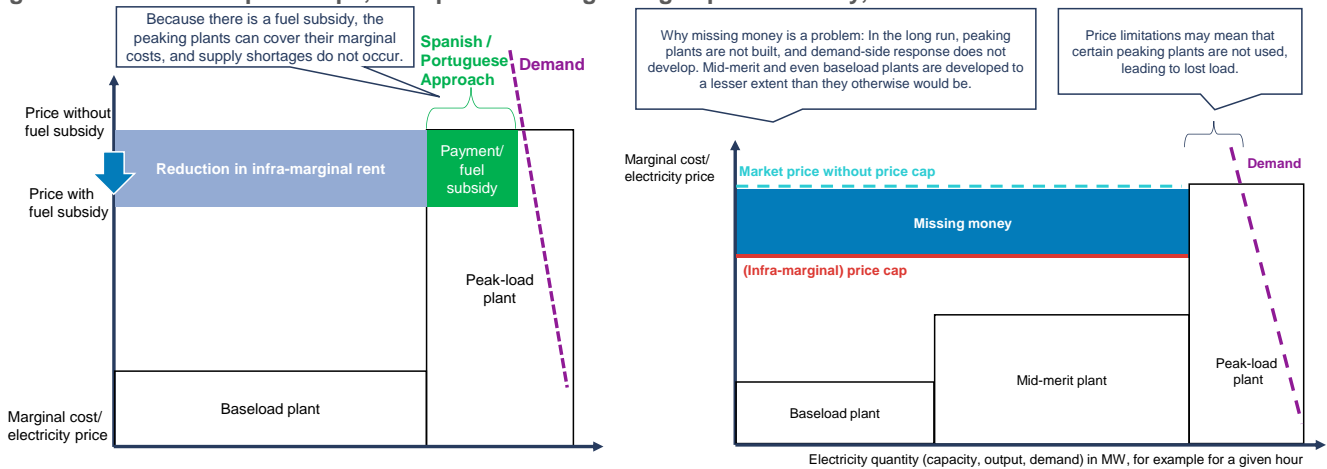 Because there is a fuel subsidy, the
peaking plants can cover their marginal
costs, and supply shortages do not occur.
Spanish /
Portuguese
Approach
Demand
Price without
fuel subsidy
Reduction in infra-marginal rent
Payment/
fuel
subsidy
Price with
fuel subsidy
Peak-load
plant
Baseload plant
Marginal cost/
electricity price
Why missing money is a problem: In the long run, peaking
plants are not built, and demand-side response does not
develop. Mid-merit and even baseload plants are developed to
a lesser extent than they otherwise would be.
Price limitations may mean that
certain peaking plants are not used,
leading to lost load.
Marginal cost/
electricity price
Market price without price cap
Demand
Missing money
(Infra-marginal) price cap
Mid-merit plant
Peak-load
plant
Baseload plant
Electricity quantity (capacity, output, demand) in MW, for example for a given hour